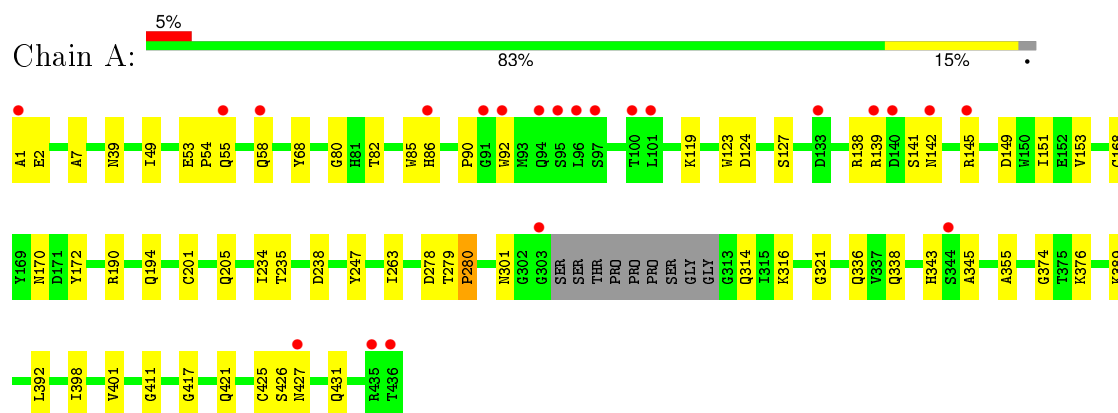 5%
Chain A:
83% 15% •
A1 E2 A7 N39 I49 E53 P54 Q55 Q58 Y68 G80 H81 T82 W85 H86 P90 G91 W92 M93 Q94 S95 L96 S97 T100 L101 K119 W123 D124 S127 D133 R138 R139 D140 S141 N142 R145 D149 W150 I151 E152 V153
Y169 N170 D171 Y172 R190 Q194 C201 Q205 I234 T235 D238 Y247 I263 D278 T279 P280 N301 G302 G303 SER SER THR PRO PRO PRO SER GLY GLY G313 Q314 I315 K316 G321 Q336 V337 Q338 H343 S344 A345 A355 G374 T375 K376
L392 I398 V401 G411 G417 Q421 C425 S426 N427 Q431 R435 T436